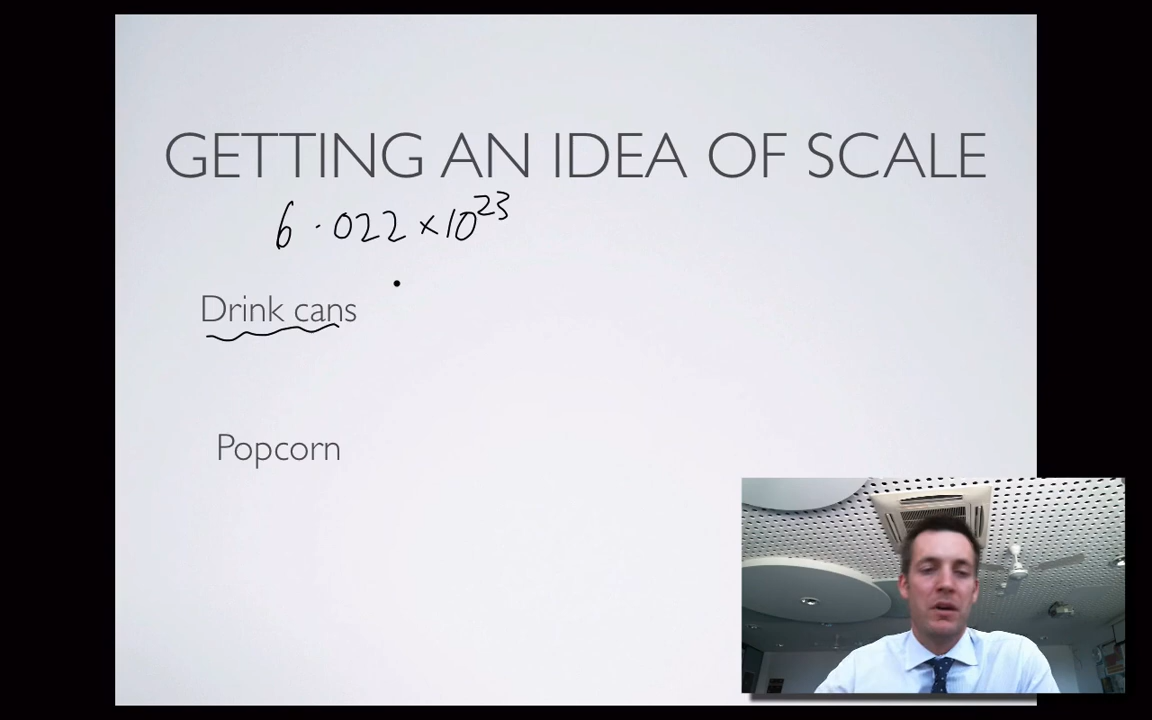 GETTING AN IDEA OF SCALE
6.022 ×10²³
Drink cans
Popcorn